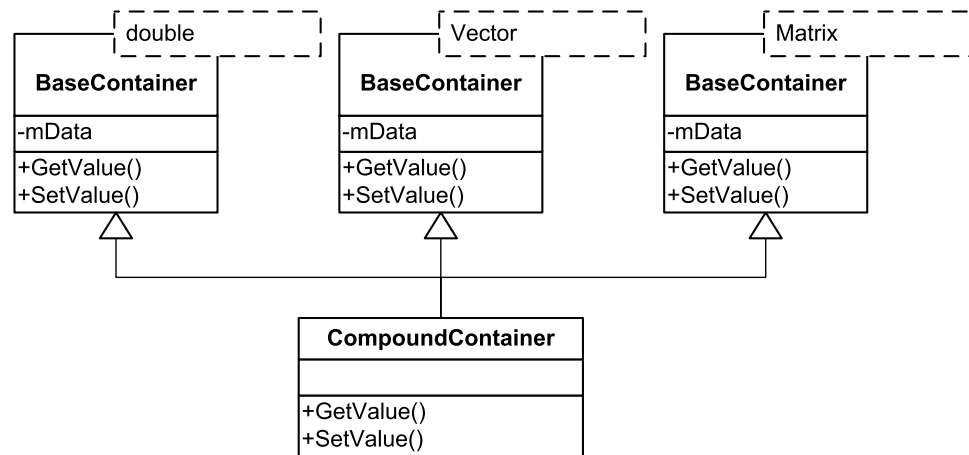 double
BaseContainer
-mData
+GetValue()
+SetValue()
Vector
BaseContainer
-mData
+GetValue()
+SetValue()
Matrix
BaseContainer
-mData
+GetValue()
+SetValue()
CompoundContainer
+GetValue()
+SetValue()